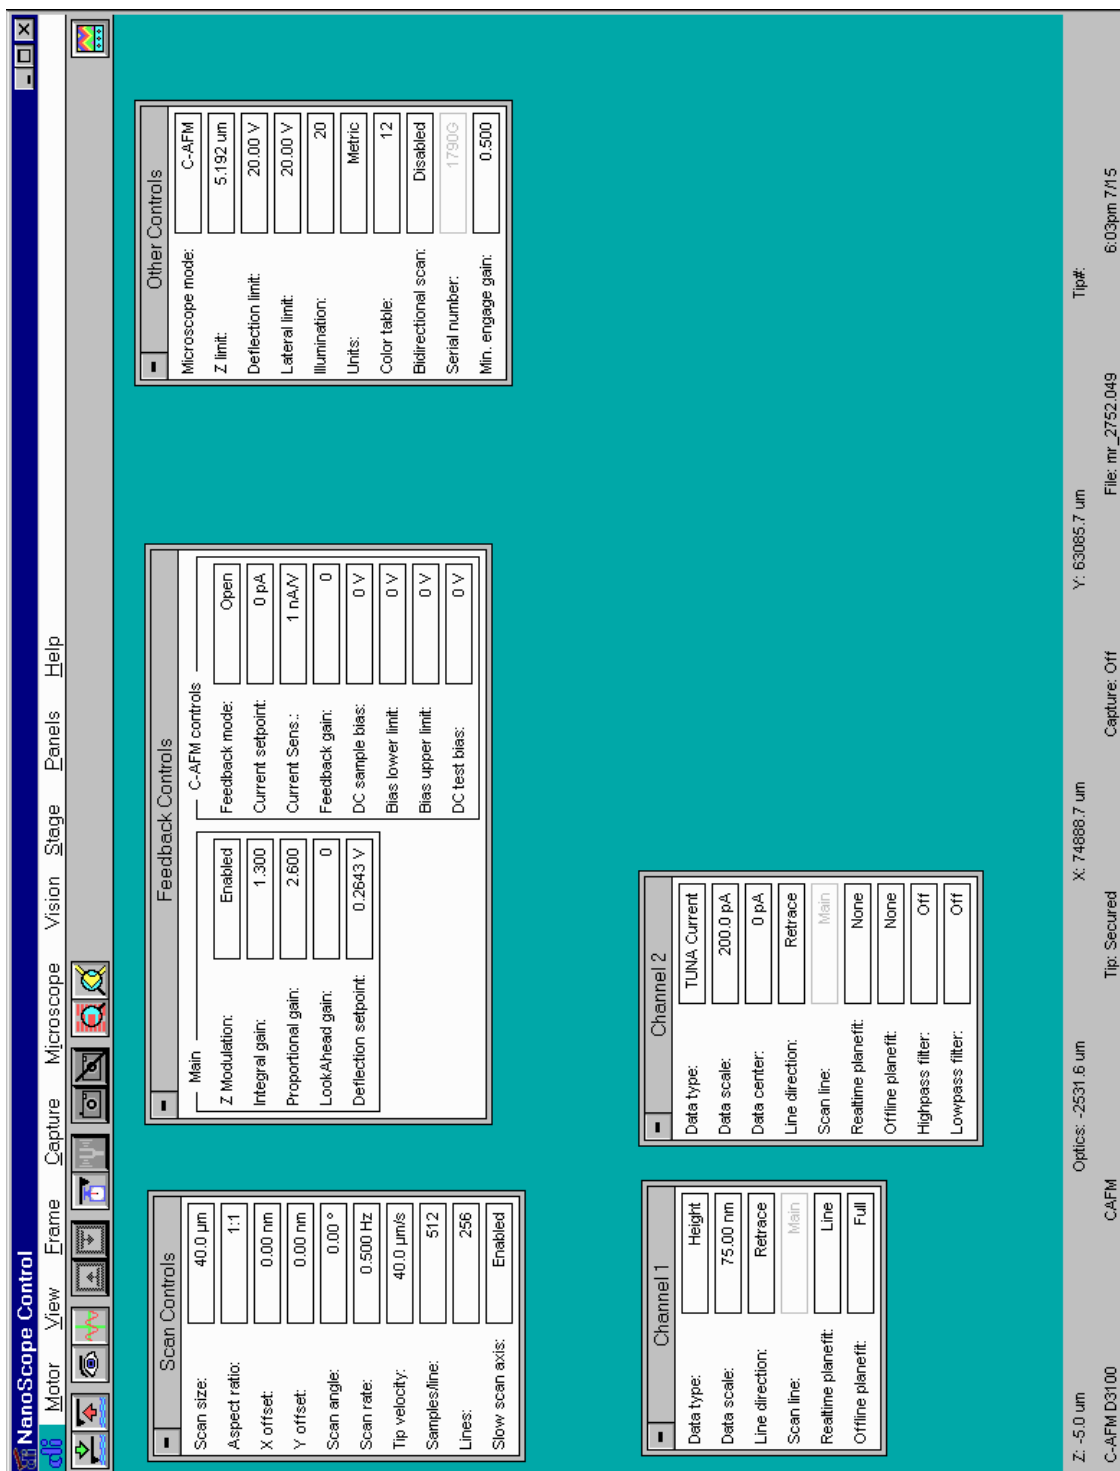 NanoScope Control
di Motor View Frame Capture Microscope Vision Stage Panels Help
Scan Controls
Scan size: 40.0 µm
Aspect ratio: 1:1
X offset: 0.00 nm
Y offset: 0.00 nm
Scan angle: 0.00 °
Scan rate: 0.500 Hz
Tip velocity: 40.0 µm/s
Samples/line: 512
Lines: 256
Slow scan axis: Enabled
Feedback Controls
Main
Z Modulation: Enabled
Integral gain: 1.300
Proportional gain: 2.600
LookAhead gain: 0
Deflection setpoint: 0.2643 V
C-AFM controls
Feedback mode: Open
Current setpoint: 0 pA
Current Sens.: 1 nA/V
Feedback gain: 0
DC sample bias: 0 V
Bias lower limit: 0 V
Bias upper limit: 0 V
DC test bias: 0 V
Other Controls
Microscope mode: C-AFM
Z limit: 5.192 um
Deflection limit: 20.00 V
Lateral limit: 20.00 V
Illumination: 20
Units: Metric
Color table: 12
Bidirectional scan: Disabled
Serial number: 1790G
Min. engage gain: 0.500
Channel 1
Data type: Height
Data scale: 75.00 nm
Line direction: Retrace
Scan line: Main
Realtime planefit: Line
Offline planefit: Full
Channel 2
Data type: TUNA Current
Data scale: 200.0 pA
Data center: 0 pA
Line direction: Retrace
Scan line: Main
Realtime planefit: None
Offline planefit: None
Highpass filter: Off
Lowpass filter: Off
Z: -5.0 um Optics: -2531.6 um X: 74888.7 um Y: 63085.7 um Tip#:
C-AFM D3100 CAFM Tip: Secured Capture: Off File: mr_2752.049 6:03pm 7/15